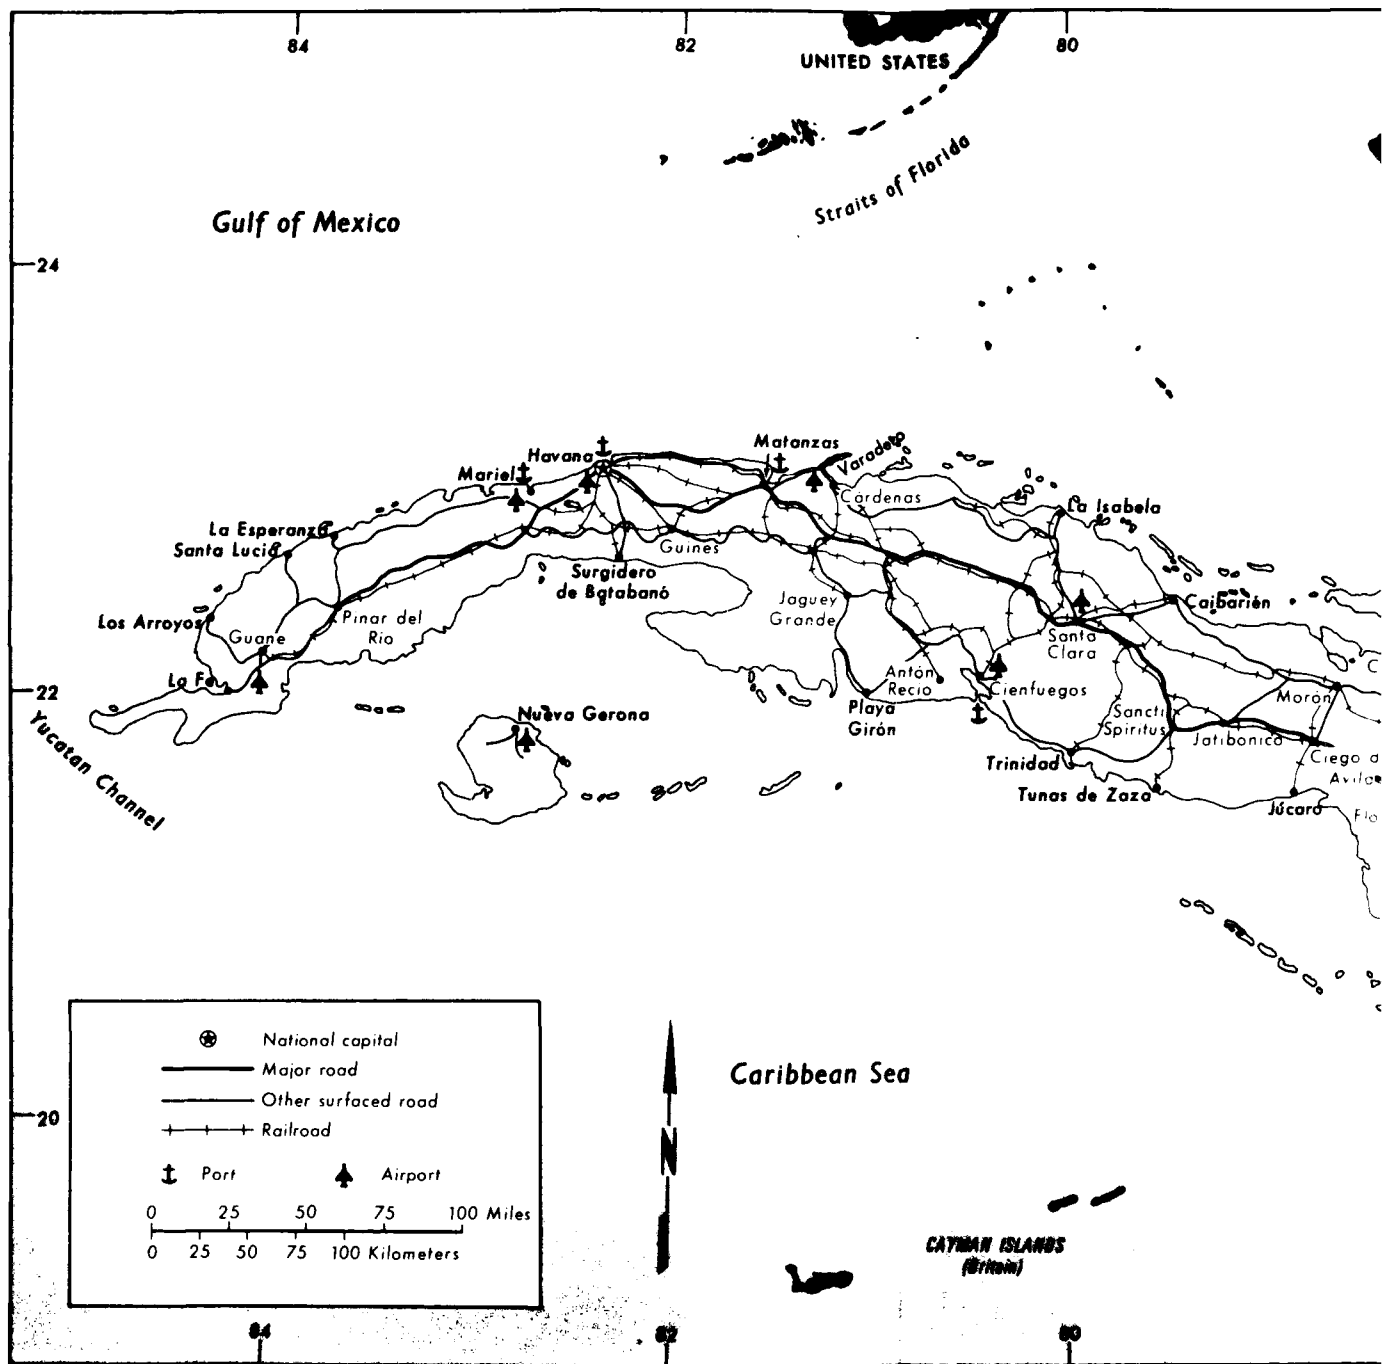 84
82
80
UNITED STATES
Straits of Florida
Gulf of Mexico
24
Matanzas
Havana
Varadero
Mariel
Cárdenas
La Isabela
La Esperanza
Santa Lucia
Guines
Surgidero
de Batabanó
Caibarién
Jaguey
Grande
Los Arroyos
Pinar del
Rio
Guane
Santa
Clara
La Fe
22
Antón
Recio
Cienfuegos
Morón
C
Nueva Gerona
Playa
Girón
Sancti
Spiritus
Jatibonico
Yucatan Channel
Trinidad
Ciego d
Avila
Tunas de Zaza
Júcaro
Flo
National capital
Major road
Other surfaced road
Railroad
Port
Airport
0 25 50 75 100 Miles
0 25 50 75 100 Kilometers
Caribbean Sea
20
N
CAYMAN ISLANDS
(Britain)
84
82
80